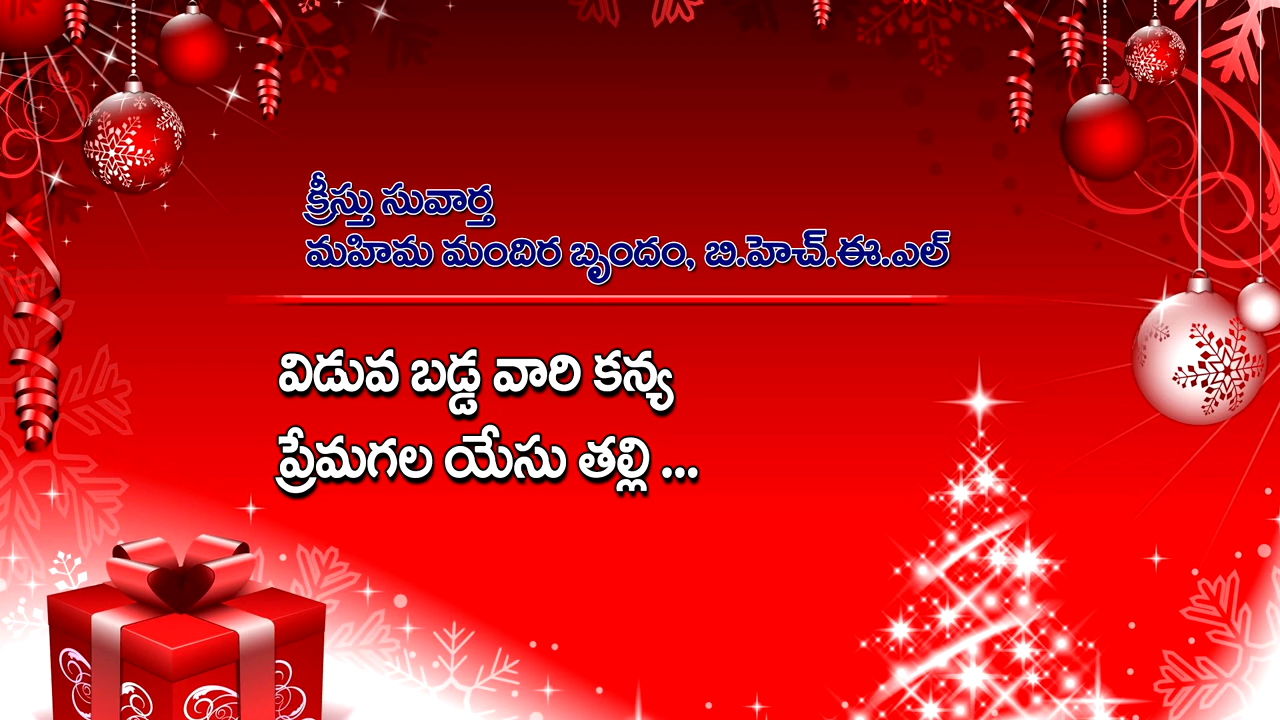 క్రీస్తు సువార్త
మహిమ మందిర బృందం, బి.హెచ్.ఈ.ఎల్
విడువ బడ్డ వారి కన్య
ప్రేమగల యేసు తల్లి ...